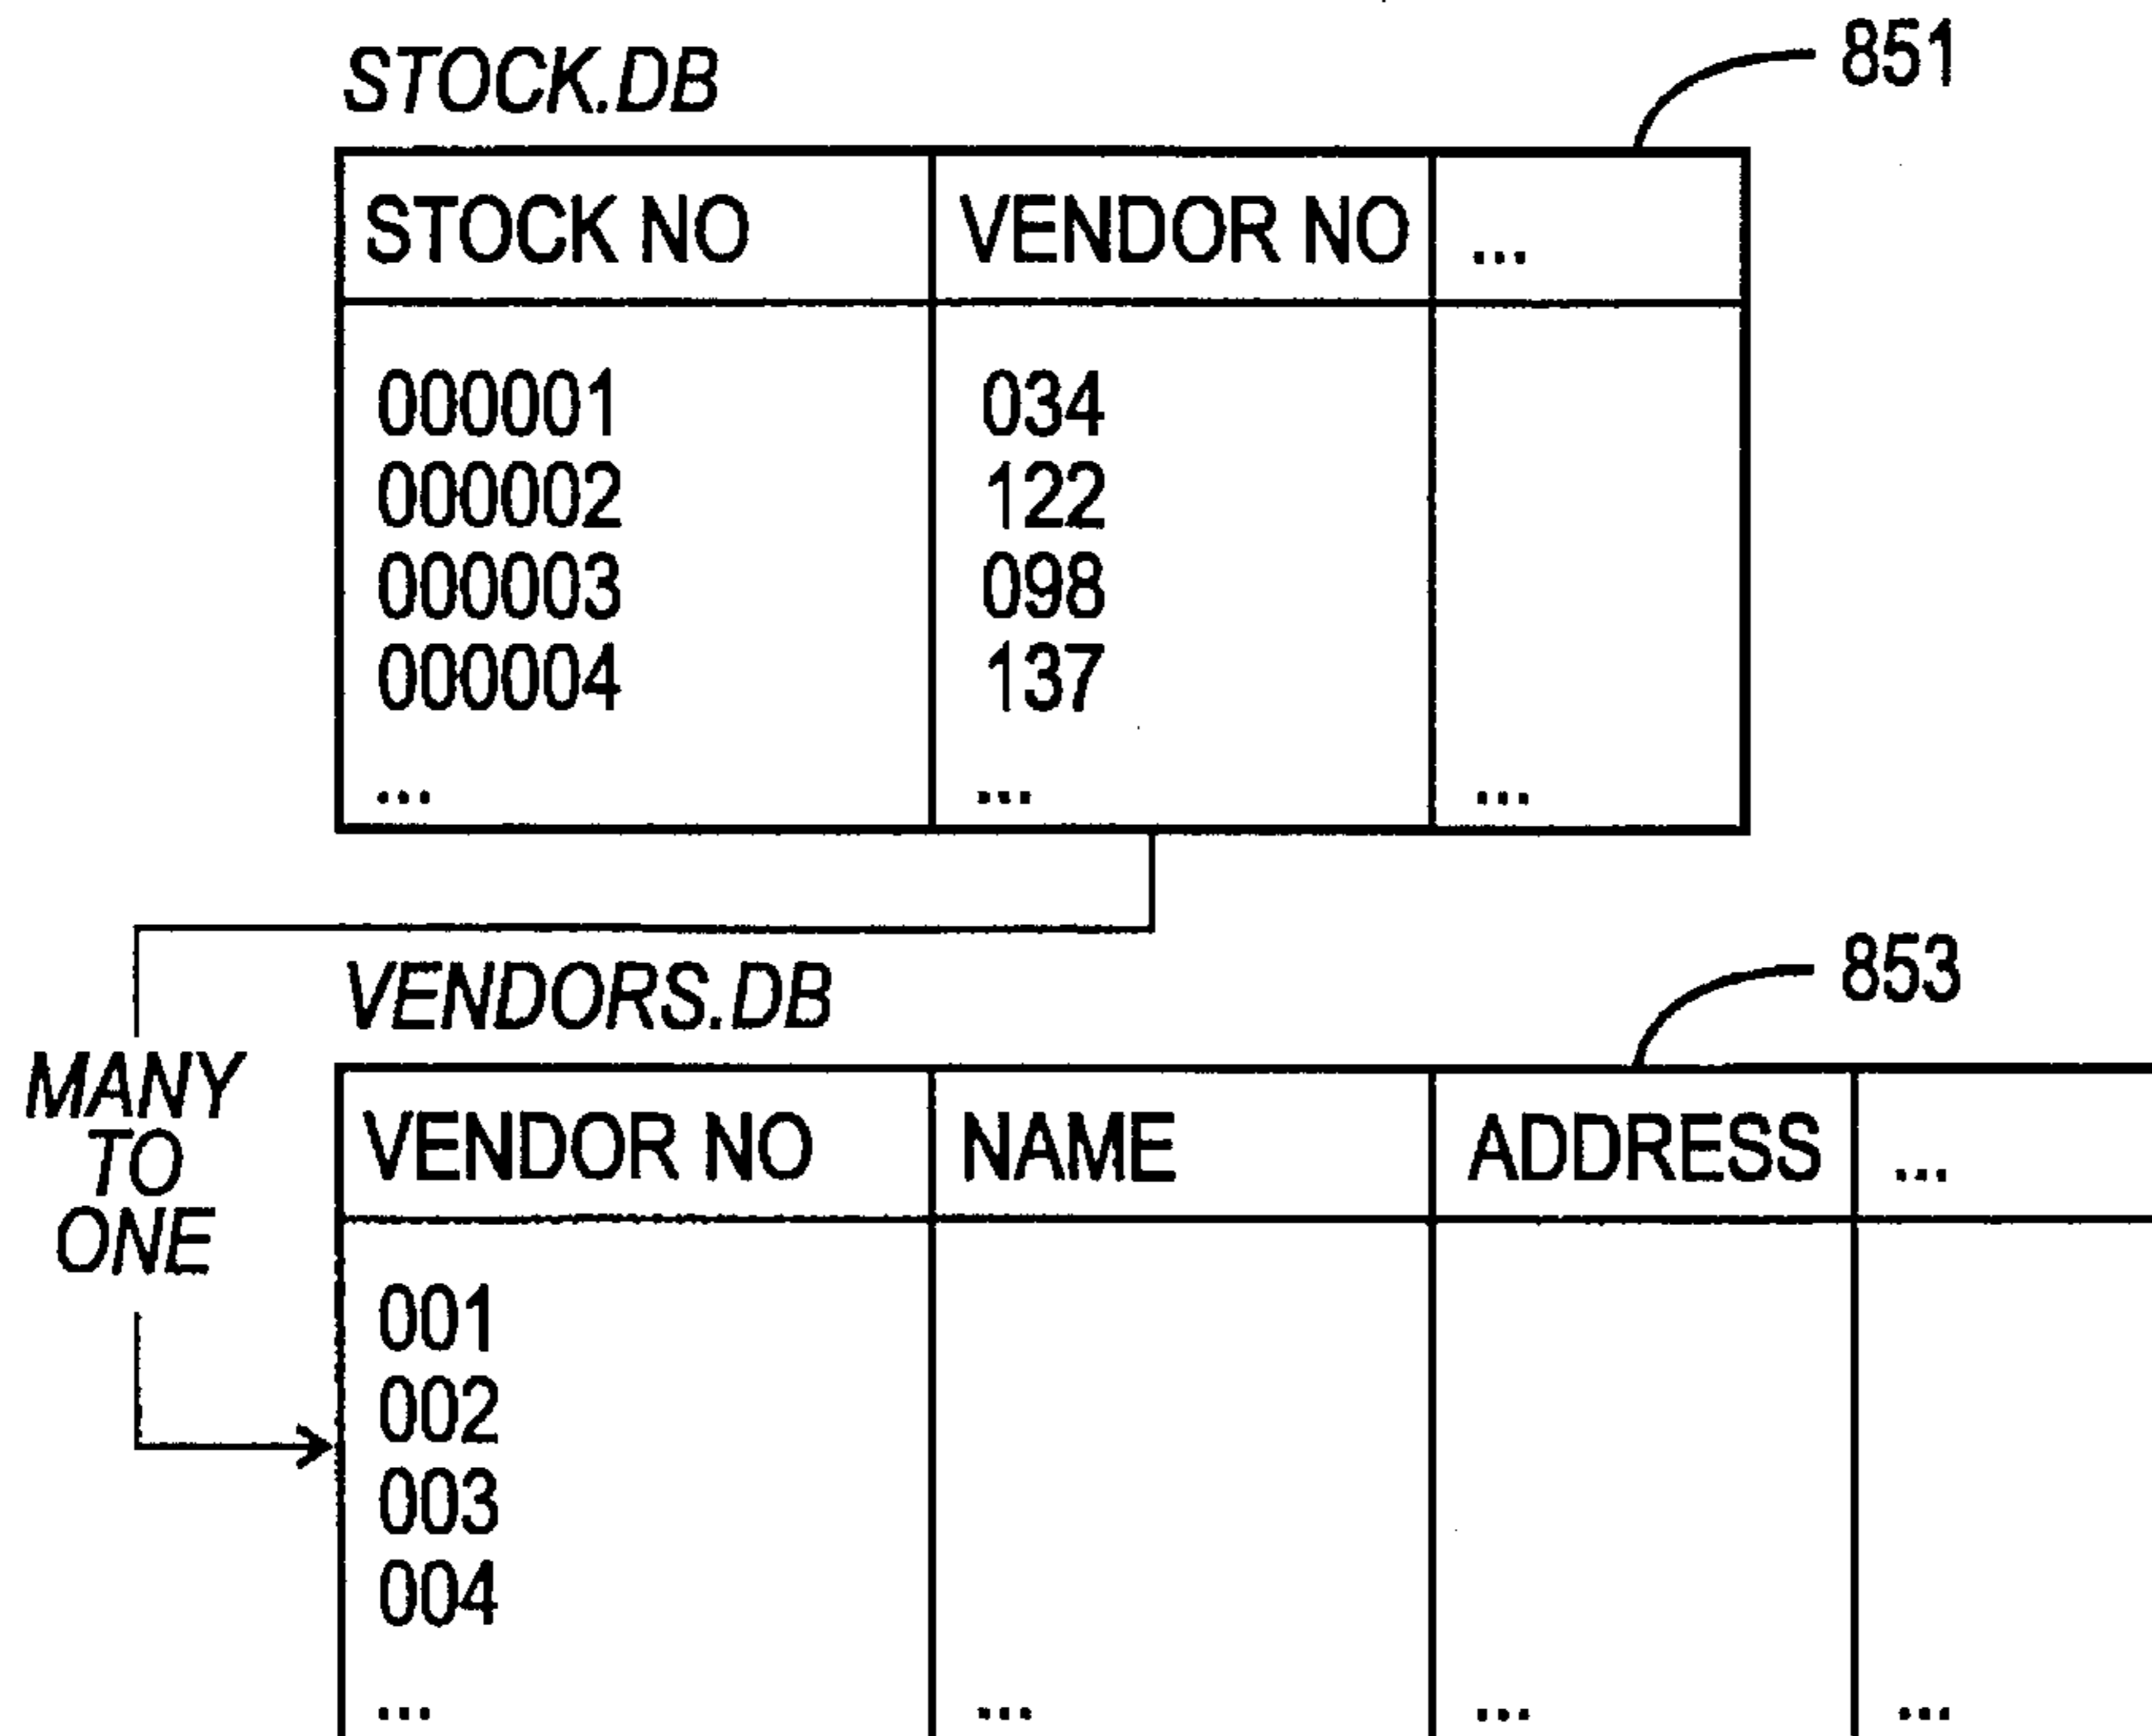 STOCK.DB
851
STOCK NO VENDOR NO ...
000001 034
000002 122
000003 098
000004 137
... ... ...
VENDORS.DB
853
MANY
TO
ONE
VENDOR NO NAME ADDRESS ...
001
002
003
004
... ... ... ...